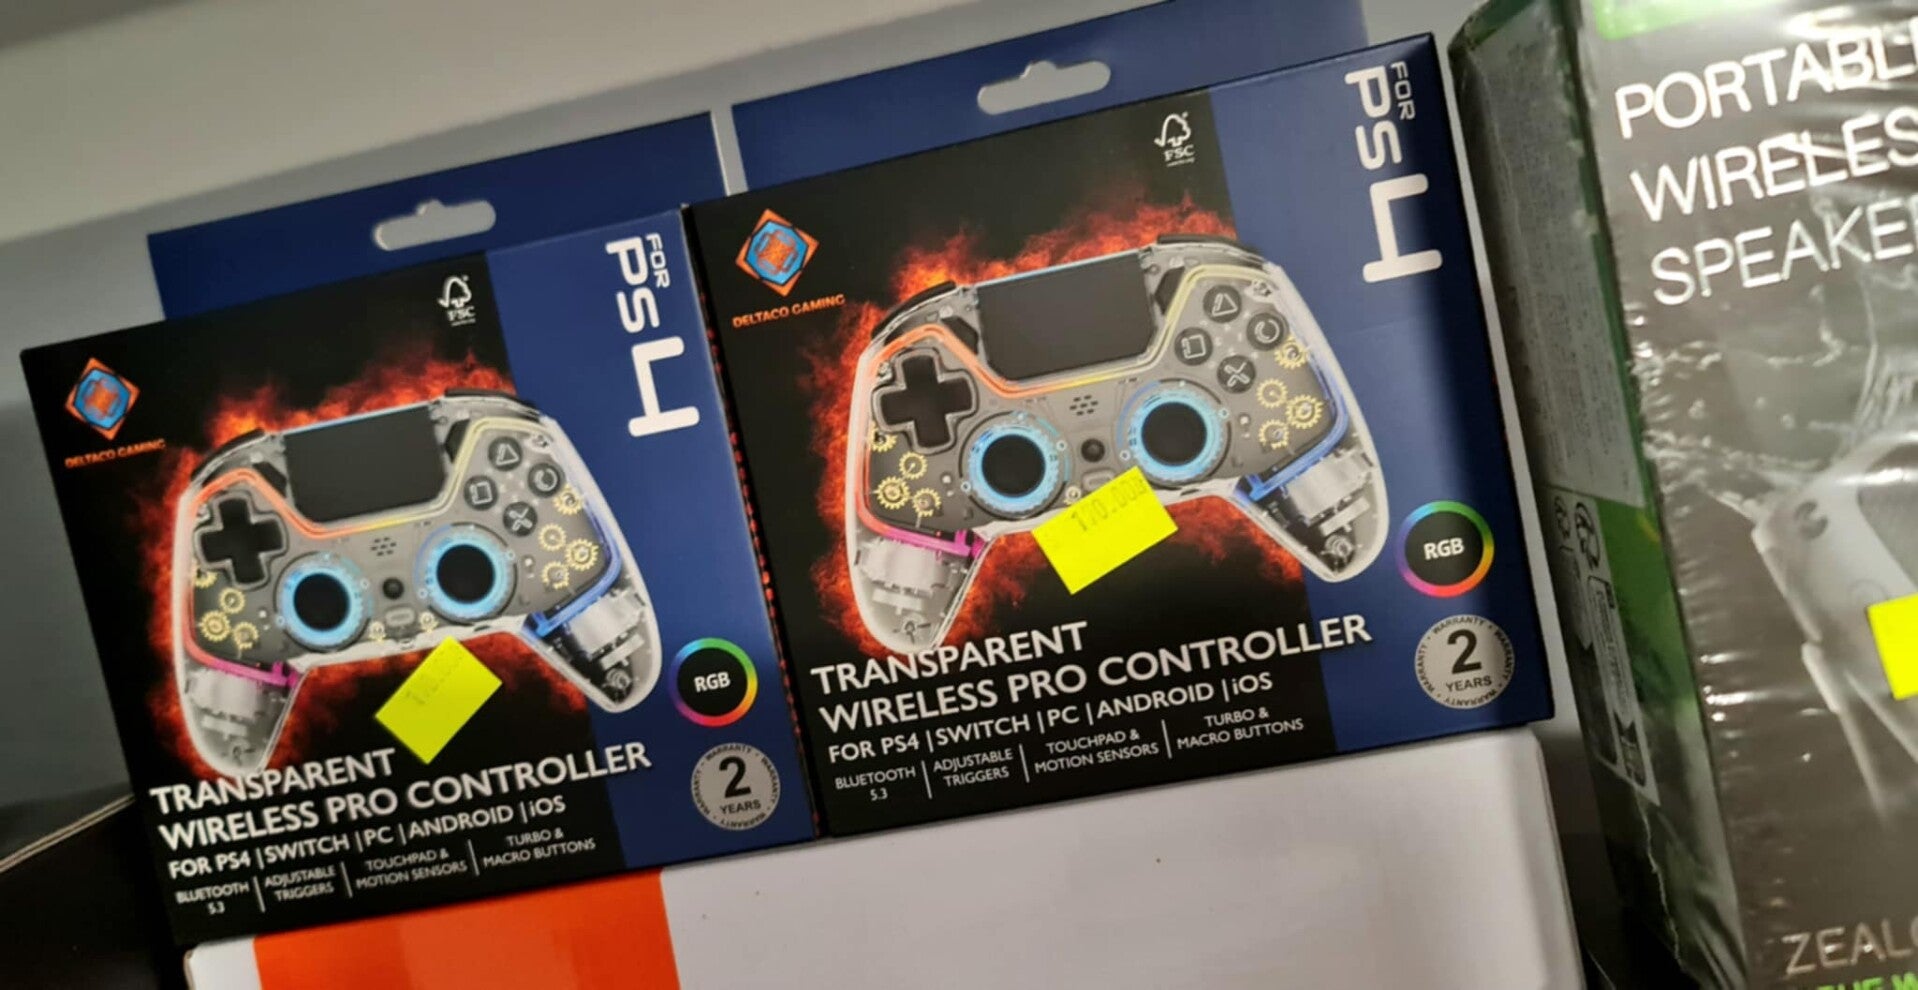 FOR
PS4
FSC
DELTACO GAMING
RGB
WARRANTY
2
YEARS
TRANSPARENT
WIRELESS PRO CONTROLLER
FOR PS4 | SWITCH | PC | ANDROID | iOS
BLUETOOTH 5.3 | ADJUSTABLE TRIGGERS | TOUCHPAD & MOTION SENSORS | TURBO & MACRO BUTTONS
FOR
PS4
FSC
DELTACO GAMING
RGB
WARRANTY
2
YEARS
TRANSPARENT
WIRELESS PRO CONTROLLER
FOR PS4 | SWITCH | PC | ANDROID | iOS
BLUETOOTH 5.3 | ADJUSTABLE TRIGGERS | TOUCHPAD & MOTION SENSORS | TURBO & MACRO BUTTONS
PORTABL
WIRELES
SPEAKE
ZEAL